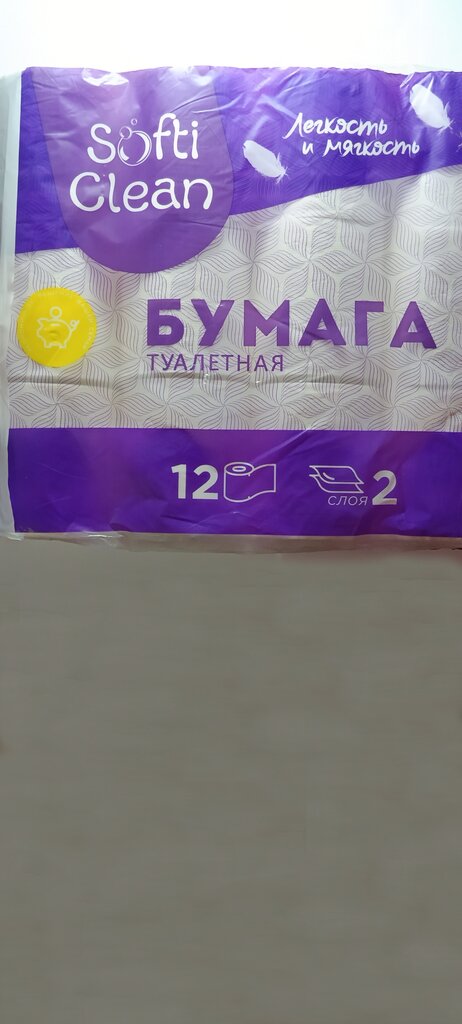 Softi
Clean
Легкость
и мягкость
БУМАГА
ТУАЛЕТНАЯ
12
СЛОЯ 2